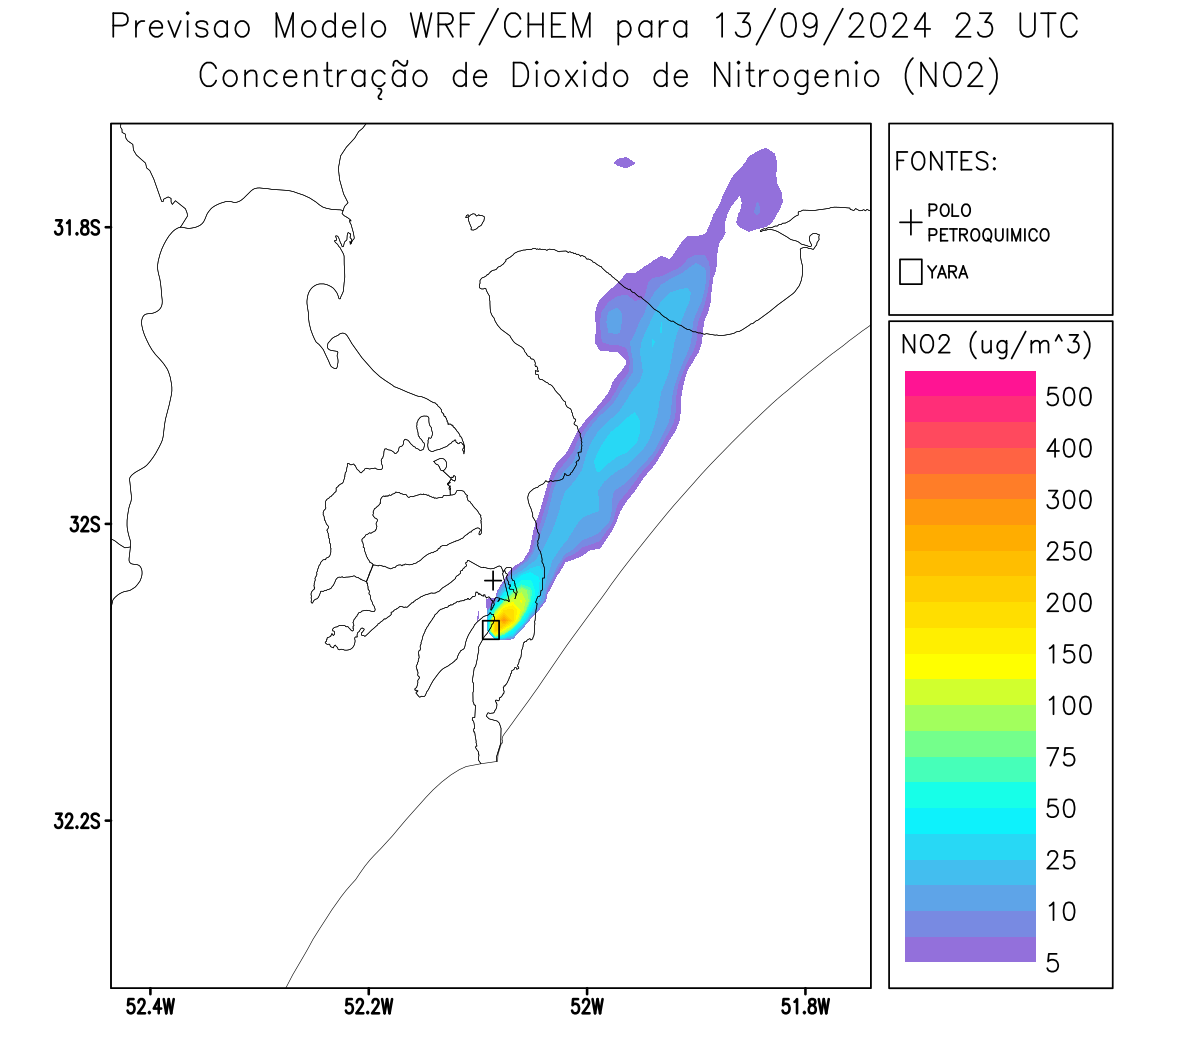 Previsao Modelo WRF/CHEM para 13/09/2024 23 UTC
Concentração de Dioxido de Nitrogenio (NO2)
FONTES:
POLO
PETROQUIMICO
YARA
NO2 (ug/m^3)
500
400
300
250
200
150
100
75
50
25
10
5
31.8S
32S
32.2S
52.4W
52.2W
52W
51.8W